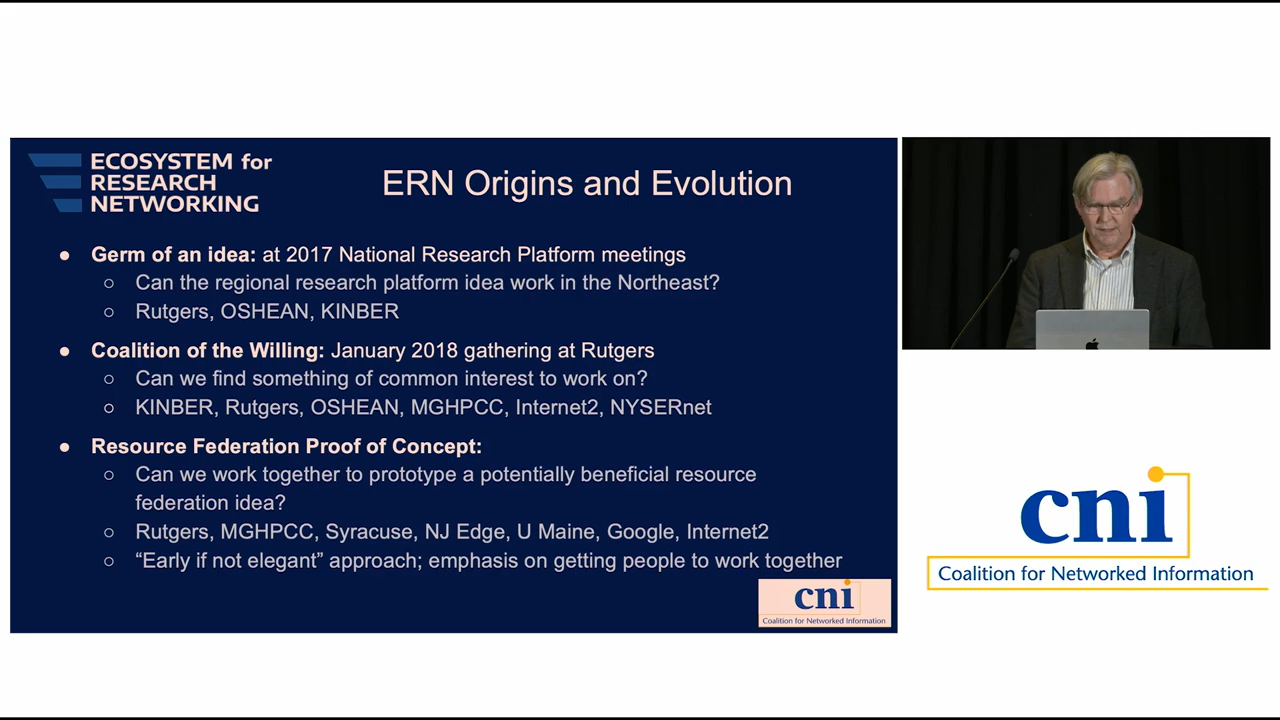 ECOSYSTEM for
RESEARCH
NETWORKING
ERN Origins and Evolution
● Germ of an idea: at 2017 National Research Platform meetings
○ Can the regional research platform idea work in the Northeast?
○ Rutgers, OSHEAN, KINBER
● Coalition of the Willing: January 2018 gathering at Rutgers
○ Can we find something of common interest to work on?
○ KINBER, Rutgers, OSHEAN, MGHPCC, Internet2, NYSERnet
● Resource Federation Proof of Concept:
○ Can we work together to prototype a potentially beneficial resource
federation idea?
○ Rutgers, MGHPCC, Syracuse, NJ Edge, U Maine, Google, Internet2
○ “Early if not elegant” approach; emphasis on getting people to work together
cni
Coalition for Networked Information
cni
Coalition for Networked Information